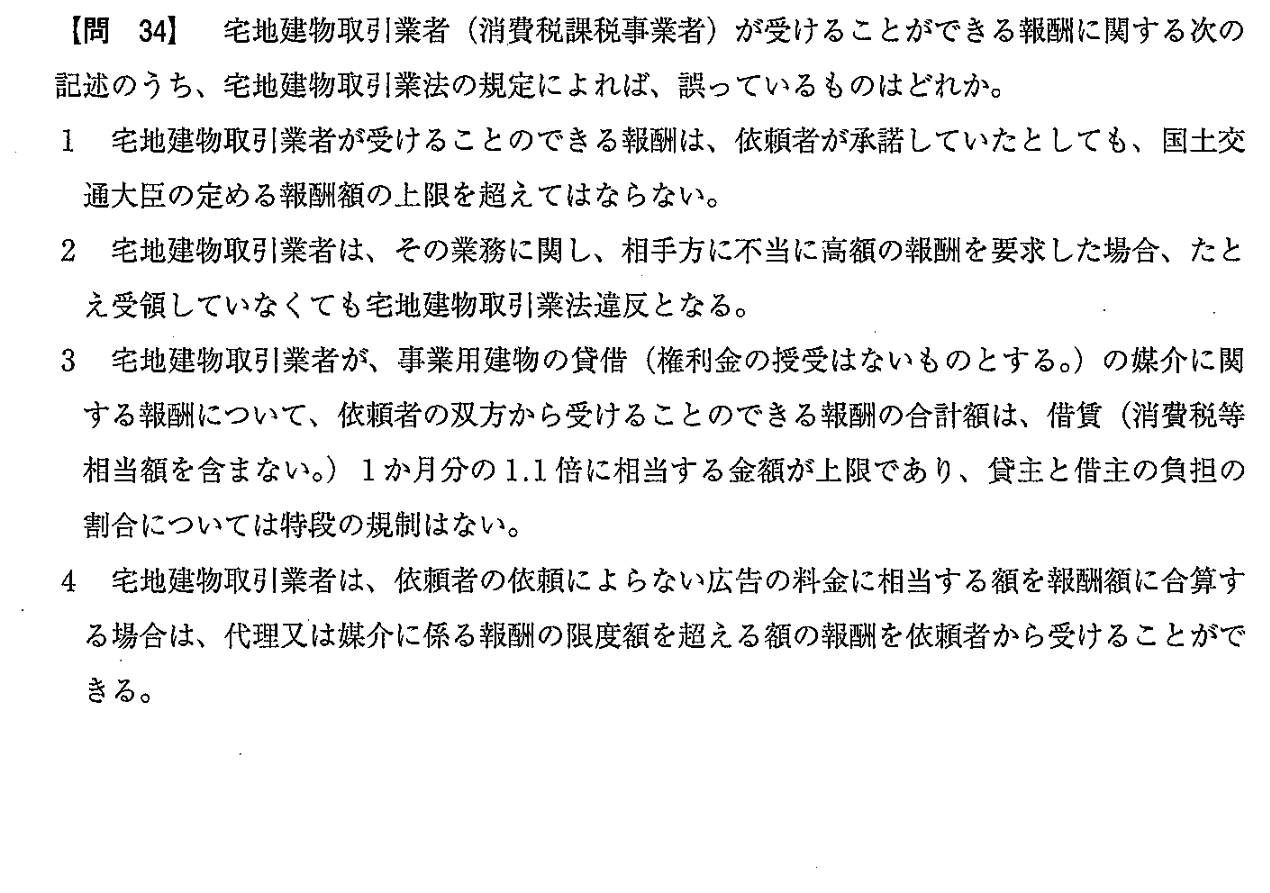 【問　34】　宅地建物取引業者（消費税課税事業者）が受けることができる報酬に関する次の
記述のうち、宅地建物取引業法の規定によれば、誤っているものはどれか。
1　宅地建物取引業者が受けることのできる報酬は、依頼者が承諾していたとしても、国土交
通大臣の定める報酬額の上限を超えてはならない。
2　宅地建物取引業者は、その業務に関し、相手方に不当に高額の報酬を要求した場合、たと
え受領していなくても宅地建物取引業法違反となる。
3　宅地建物取引業者が、事業用建物の貸借（権利金の授受はないものとする。）の媒介に関
する報酬について、依頼者の双方から受けることのできる報酬の合計額は、借賃（消費税等
相当額を含まない。）1か月分の1.1倍に相当する金額が上限であり、貸主と借主の負担の
割合については特段の規制はない。
4　宅地建物取引業者は、依頼者の依頼によらない広告の料金に相当する額を報酬額に合算す
る場合は、代理又は媒介に係る報酬の限度額を超える額の報酬を依頼者から受けることがで
きる。